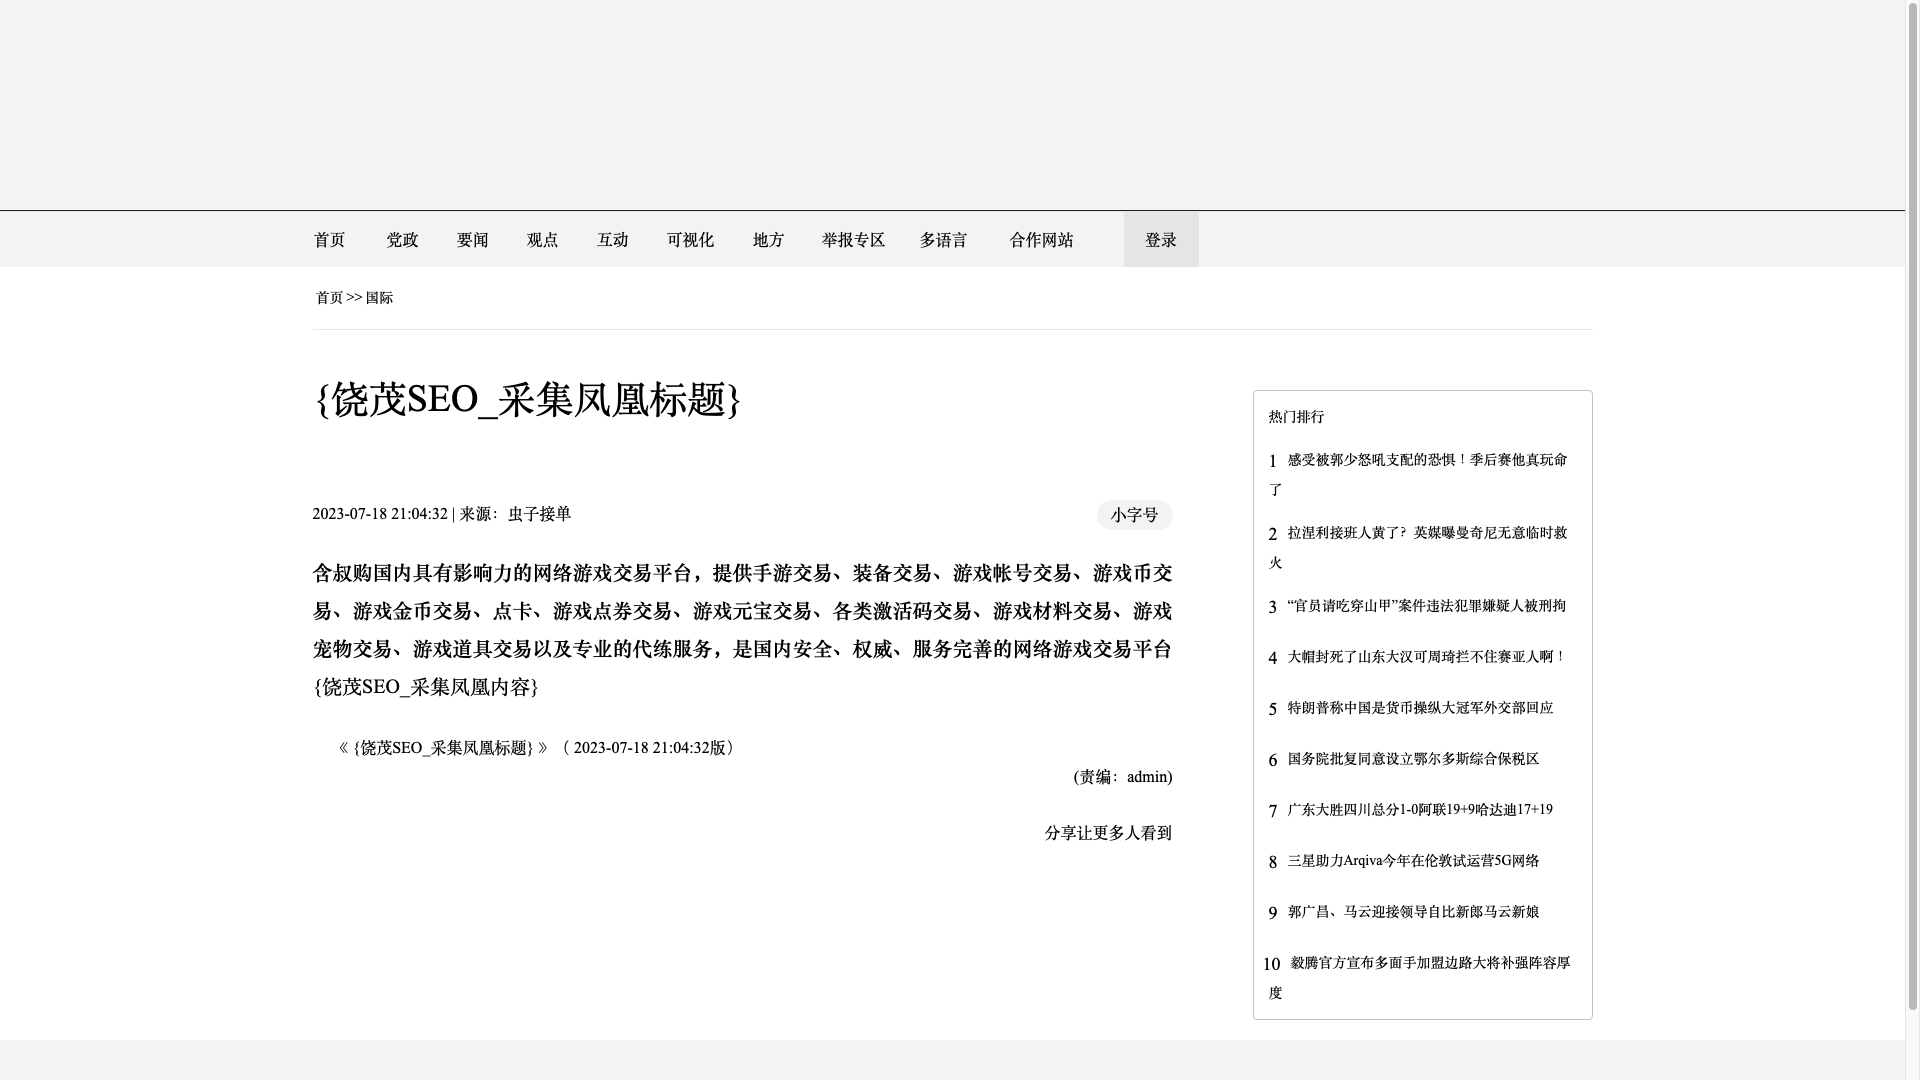 首页 党政 要闻 观点 互动 可视化 地方 举报专区 多语言 合作网站 登录
首页 >> 国际
{饶茂SEO_采集凤凰标题}
2023-07-18 21:04:32 | 来源：虫子接单
小字号
含叔购国内具有影响力的网络游戏交易平台，提供手游交易、装备交易、游戏帐号交易、游戏币交
易、游戏金币交易、点卡、游戏点券交易、游戏元宝交易、各类激活码交易、游戏材料交易、游戏
宠物交易、游戏道具交易以及专业的代练服务，是国内安全、权威、服务完善的网络游戏交易平台
{饶茂SEO_采集凤凰内容}
《 {饶茂SEO_采集凤凰标题} 》（ 2023-07-18 21:04:32版）
(责编：admin)
分享让更多人看到
热门排行
1 感受被郭少怒吼支配的恐惧！季后赛他真玩命
了
2 拉涅利接班人黄了？英媒曝曼奇尼无意临时救
火
3 “官员请吃穿山甲”案件违法犯罪嫌疑人被刑拘
4 大帽封死了山东大汉可周琦拦不住赛亚人啊！
5 特朗普称中国是货币操纵大冠军外交部回应
6 国务院批复同意设立鄂尔多斯综合保税区
7 广东大胜四川总分1-0阿联19+9哈达迪17+19
8 三星助力Arqiva今年在伦敦试运营5G网络
9 郭广昌、马云迎接领导自比新郎马云新娘
10 毅腾官方宣布多面手加盟边路大将补强阵容厚
度